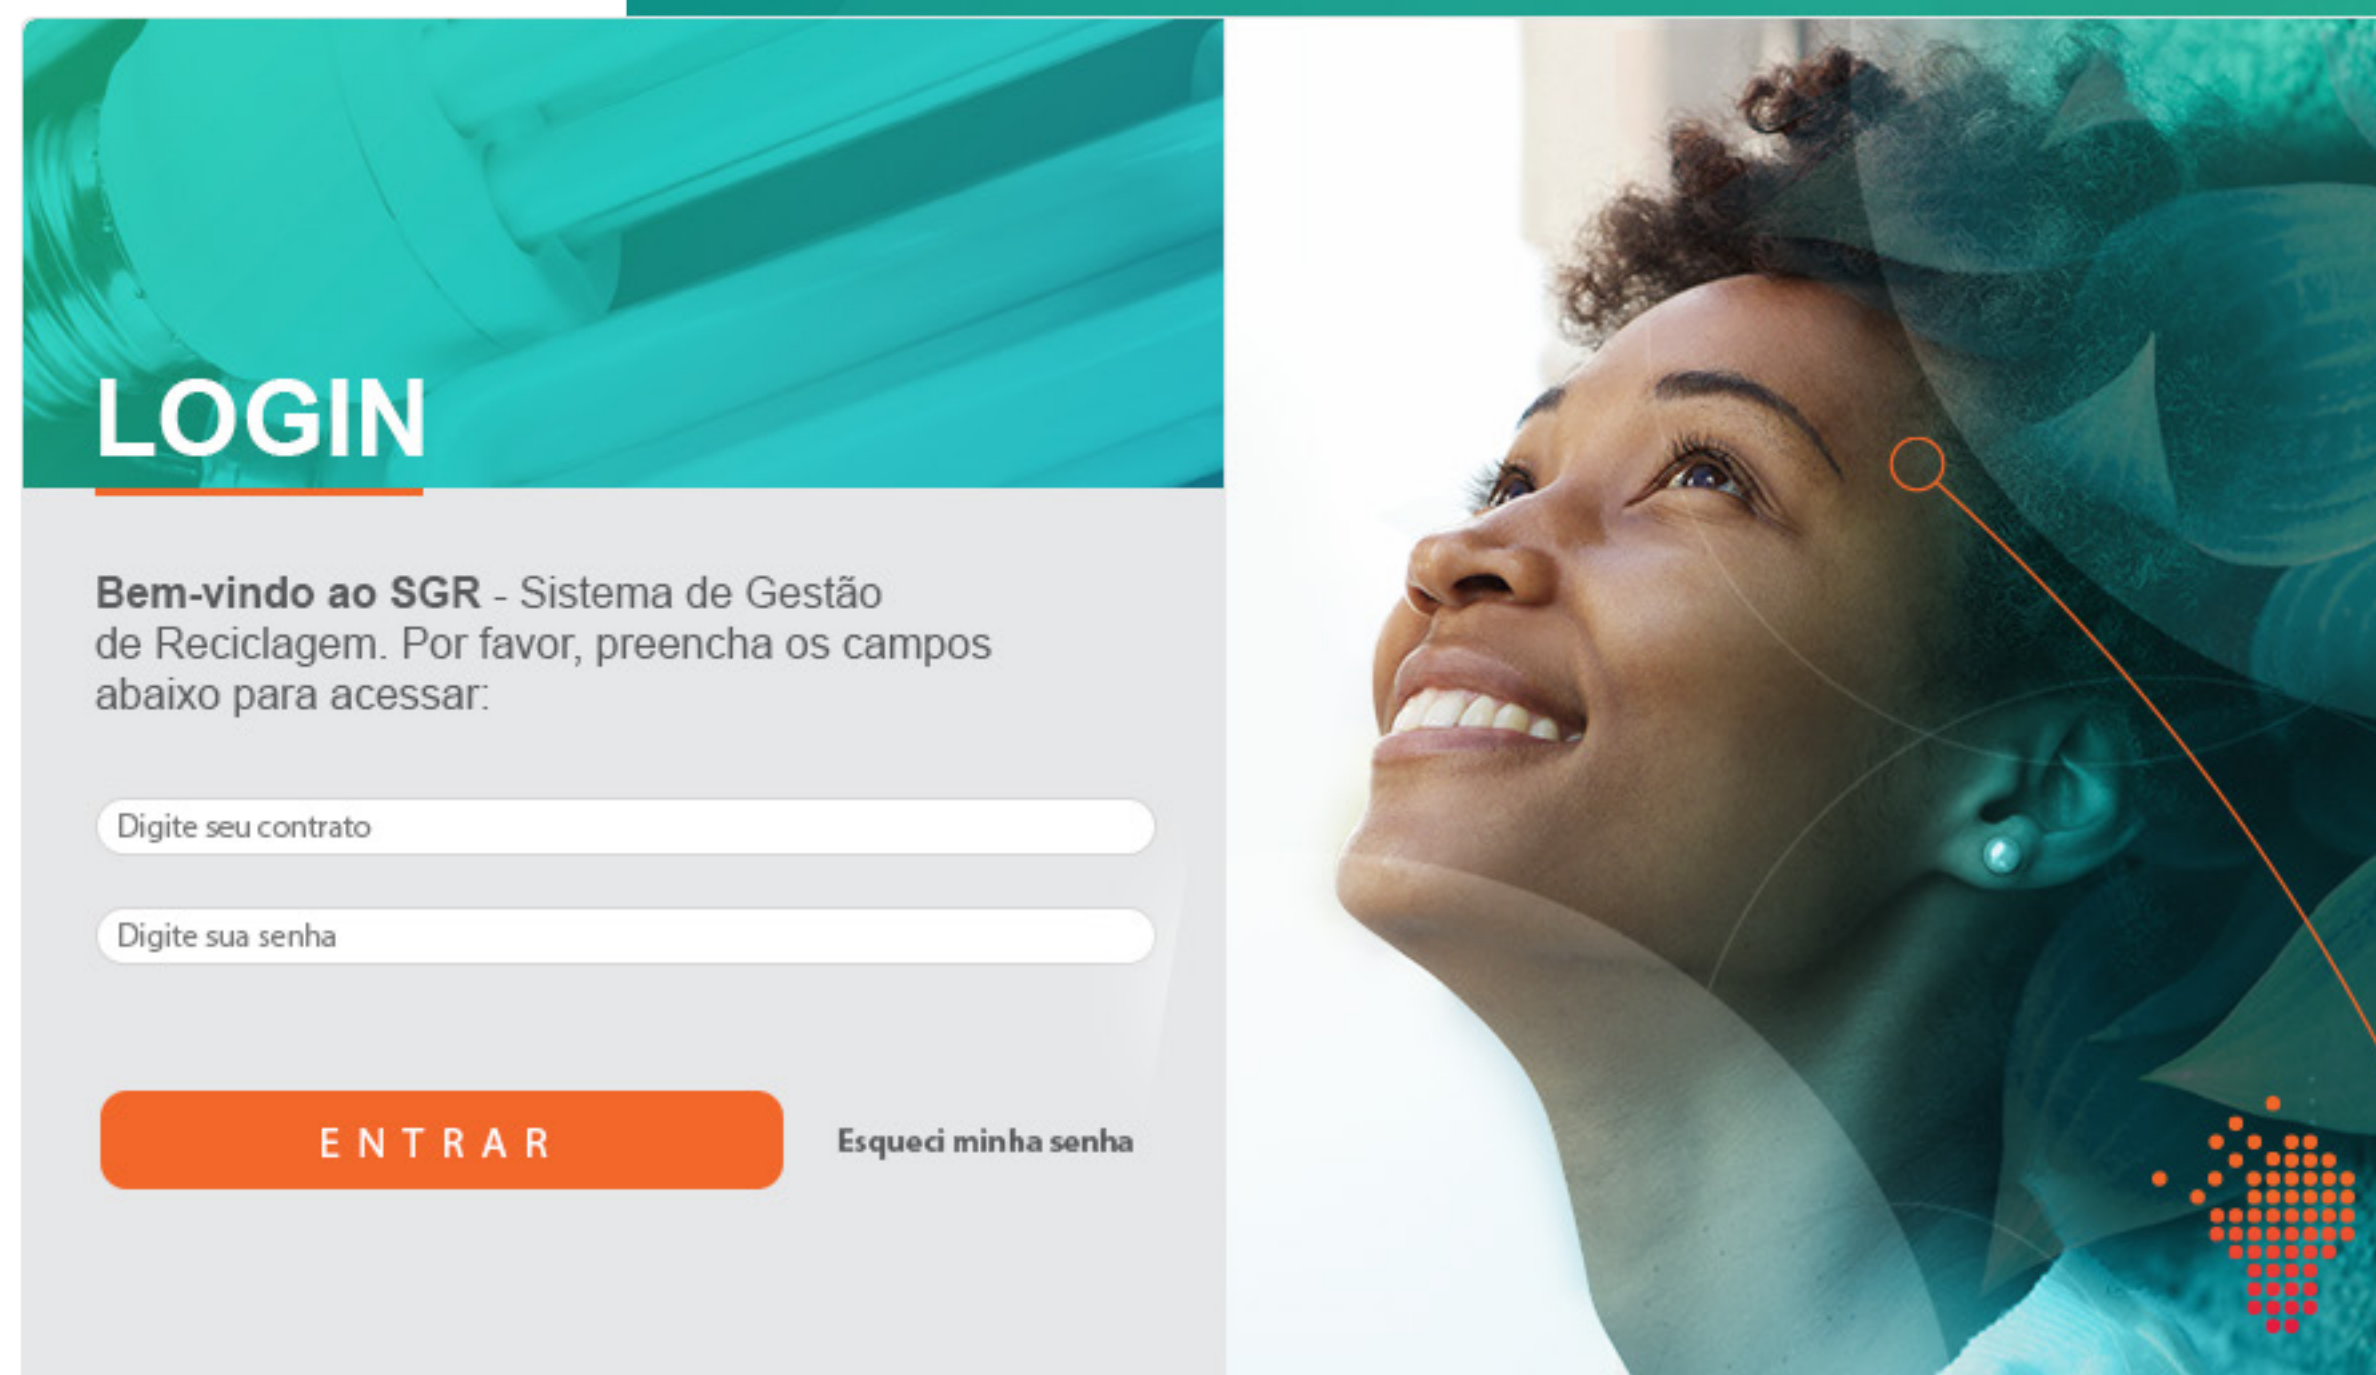 LOGIN
Bem-vindo ao SGR - Sistema de Gestão
de Reciclagem. Por favor, preencha os campos
abaixo para acessar:
Digite seu contrato
Digite sua senha
ENTRAR
Esqueci minha senha